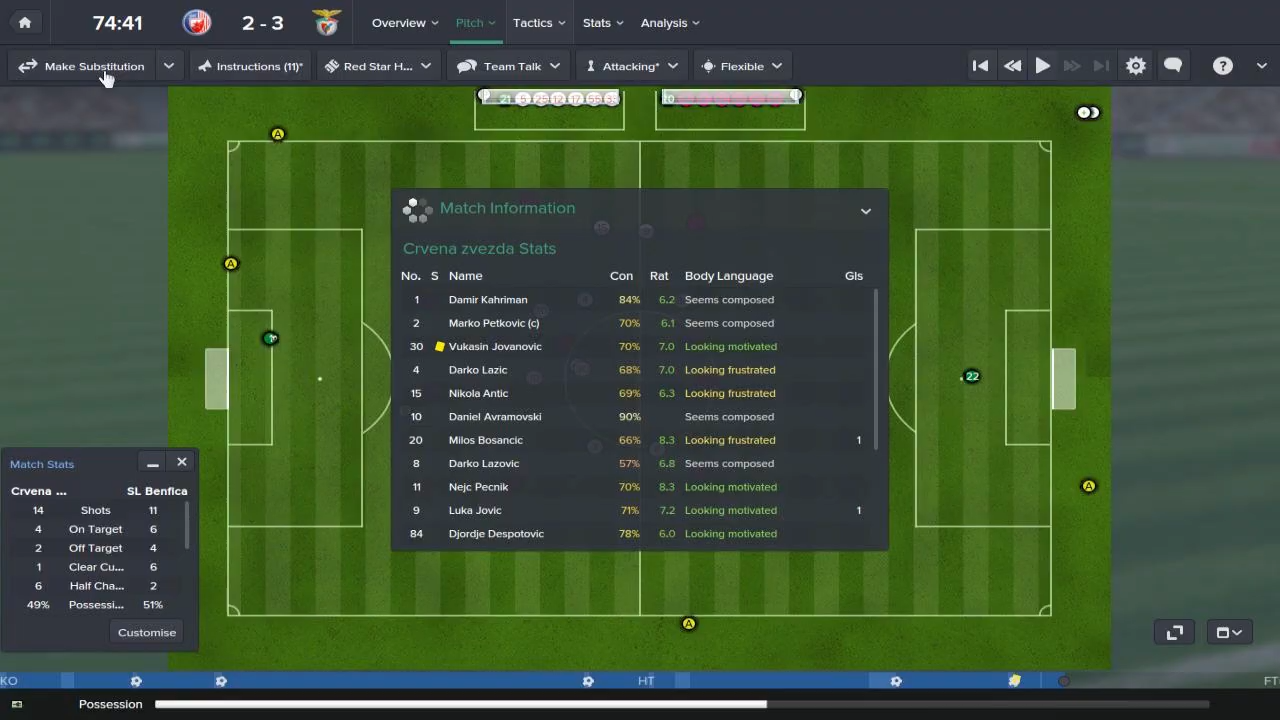 74:41 2 - 3 Overview Pitch Tactics Stats Analysis
Make Substitution Instructions (11)* Red Star H... Team Talk Attacking* Flexible ?
A
A
22
A
A
Match Information
Crvena zvezda Stats
No. S Name Con Rat Body Language Gls
1 Damir Kahriman 84% 6.2 Seems composed
2 Marko Petkovic (c) 70% 6.1 Seems composed
30 Vukasin Jovanovic 70% 7.0 Looking motivated
4 Darko Lazic 68% 7.0 Looking frustrated
15 Nikola Antic 69% 6.3 Looking frustrated
10 Daniel Avramovski 90% Seems composed
20 Milos Bosancic 66% 8.3 Looking frustrated 1
8 Darko Lazovic 57% 6.8 Seems composed
11 Nejc Pecnik 70% 8.3 Looking motivated
9 Luka Jovic 71% 7.2 Looking motivated 1
84 Djordje Despotovic 78% 6.0 Looking motivated
Match Stats
Crvena ... SL Benfica
14 Shots 11
4 On Target 6
2 Off Target 4
1 Clear Cu... 6
6 Half Cha... 2
49% Possessi... 51%
Customise
KO HT FT
Possession